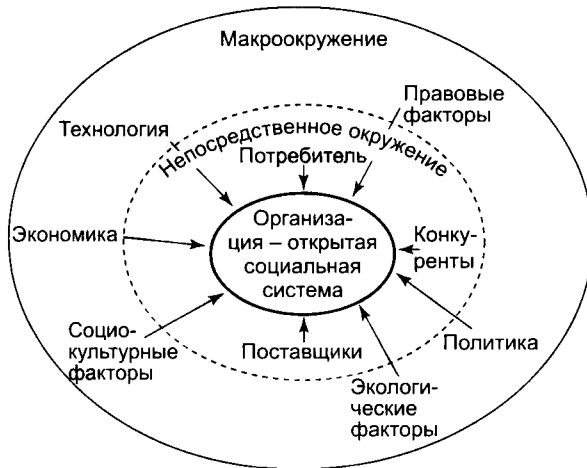 Макроокружение
Правовые
факторы
Технология
Непосредственное окружение
Потребитель
Организа-
ция – открытая
социальная
система
Экономика
Конку-
ренты
Социо-
культурные
факторы
Поставщики
Политика
Экологи-
ческие
факторы